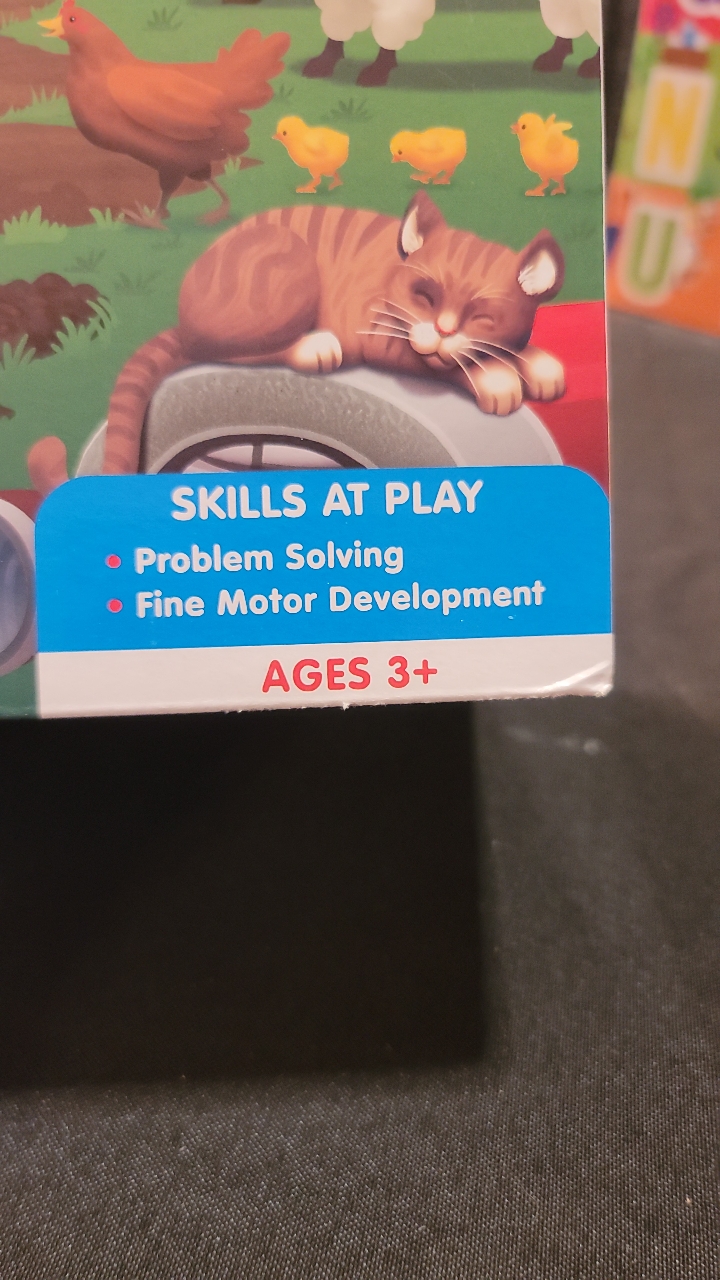 SKILLS AT PLAY
• Problem Solving
• Fine Motor Development
AGES 3+
N
U